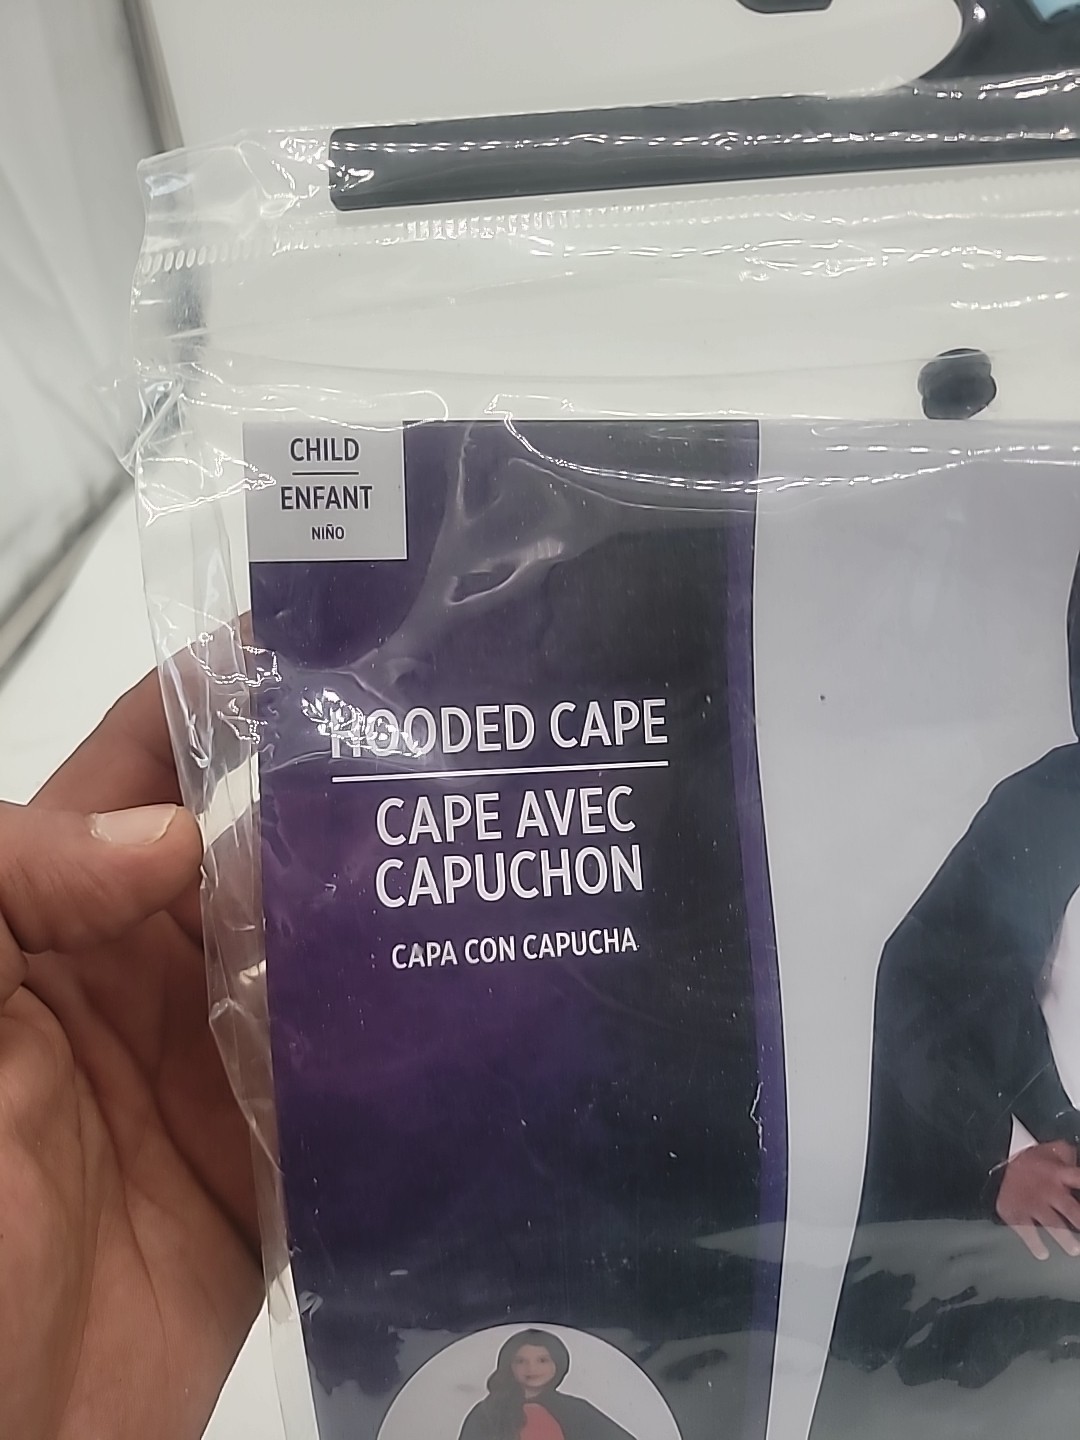 CHILD
ENFANT
NIÑO
HOODED CAPE
CAPE AVEC
CAPUCHON
CAPA CON CAPUCHA